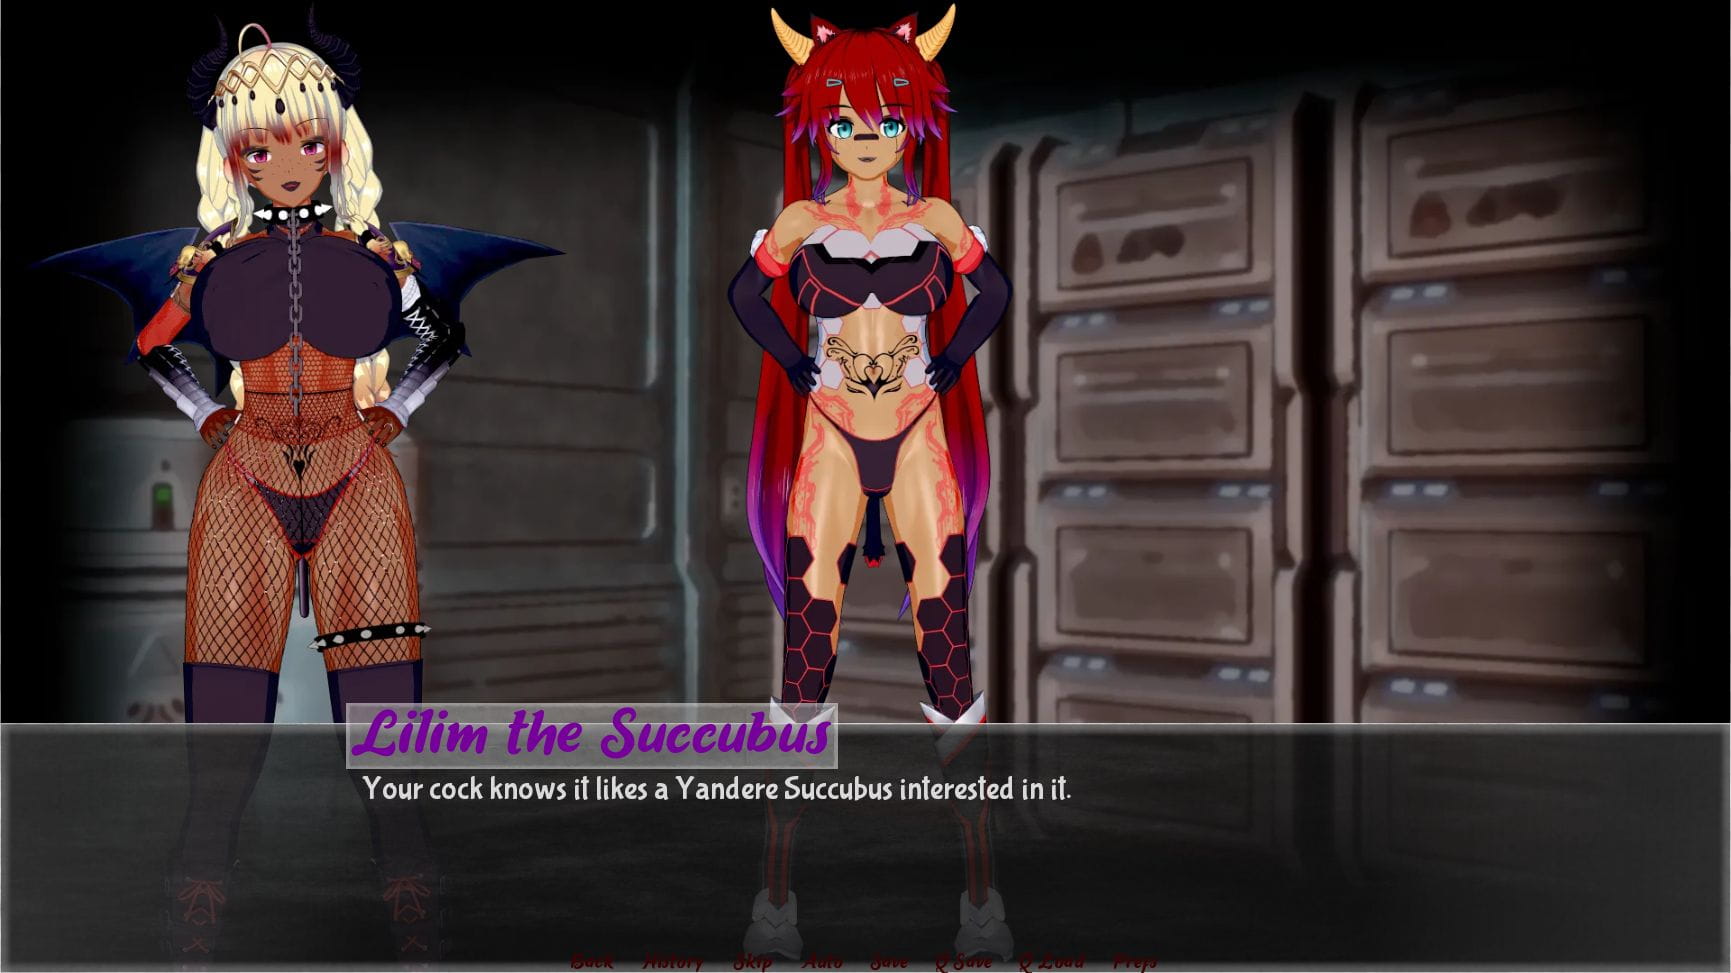 Lilim the Succubus
Your cock knows it likes a Yandere Succubus interested in it.
Back History Skip Auto Save Q.Save Q.Load Prefs